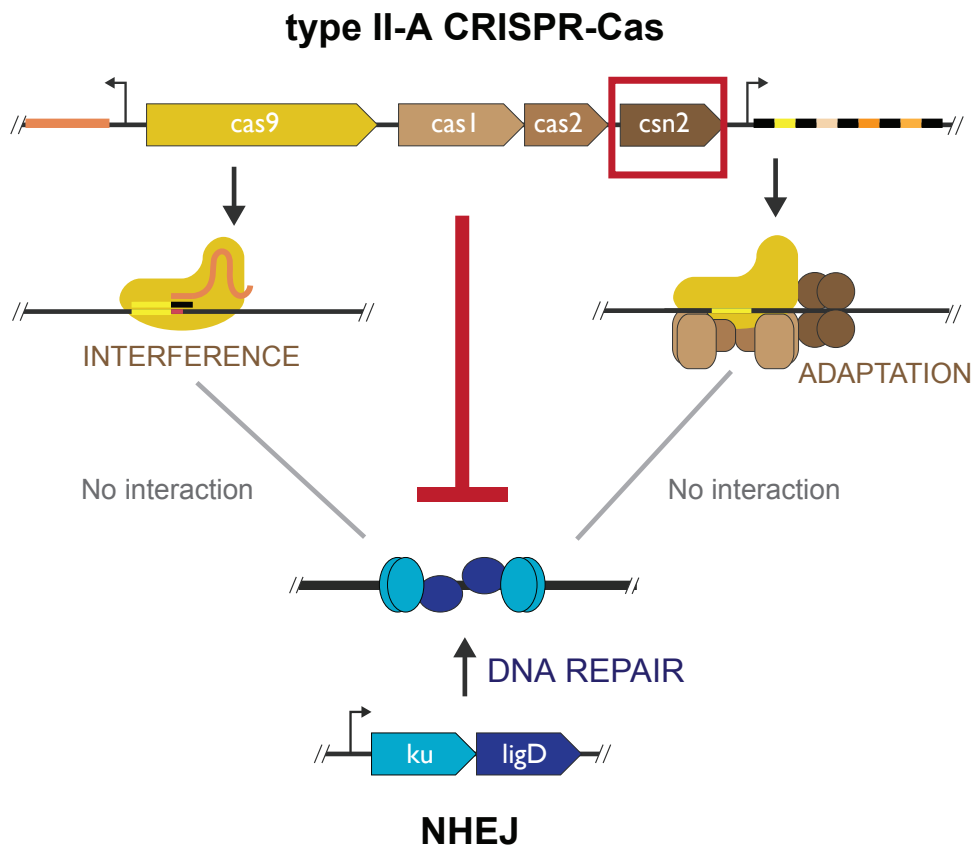 type II-A CRISPR-Cas
cas9
cas1
cas2
csn2
INTERFERENCE
ADAPTATION
No interaction
No interaction
DNA REPAIR
ku
ligD
NHEJ